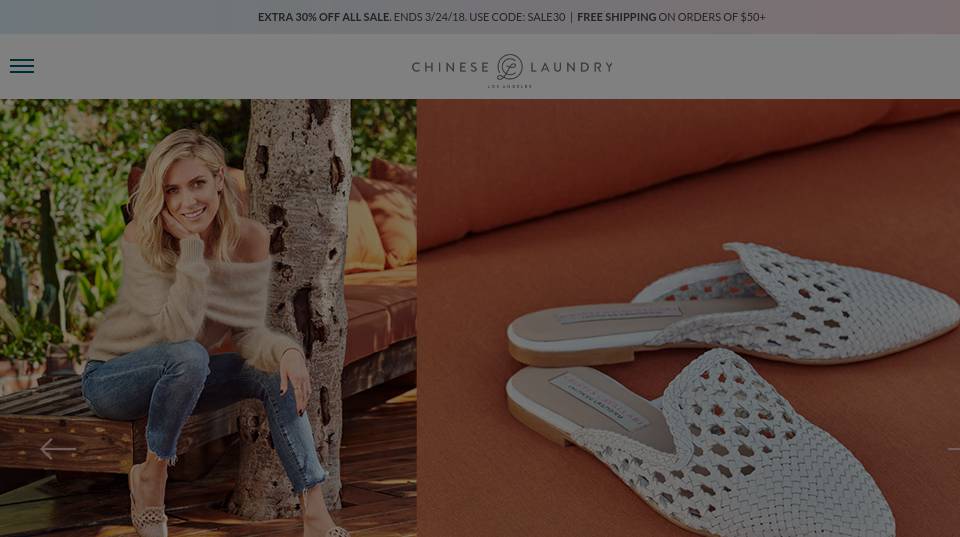 EXTRA 30% OFF ALL SALE. ENDS 3/24/18. USE CODE: SALE30 | FREE SHIPPING ON ORDERS OF $50+
CHINESE LAUNDRY
LOS ANGELES